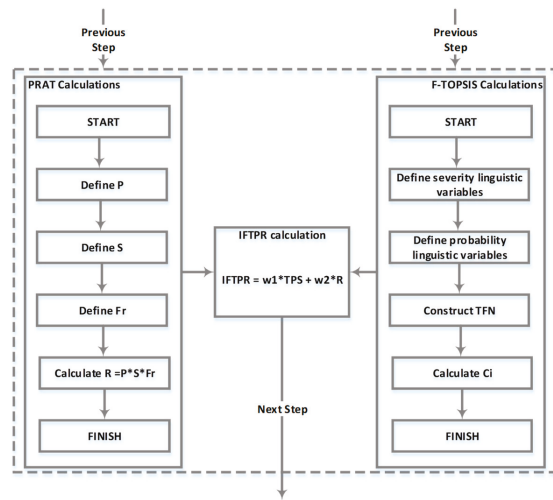 Previous
Step
Previous
Step
PRAT Calculations
START
Define P
Define S
Define Fr
Calculate R =P*S*Fr
FINISH
IFTPR calculation
IFTPR = w1*TPS + w2*R
Next Step
F-TOPSIS Calculations
START
Define severity linguistic
variables
Define probability
linguistic variables
Construct TFN
Calculate Ci
FINISH